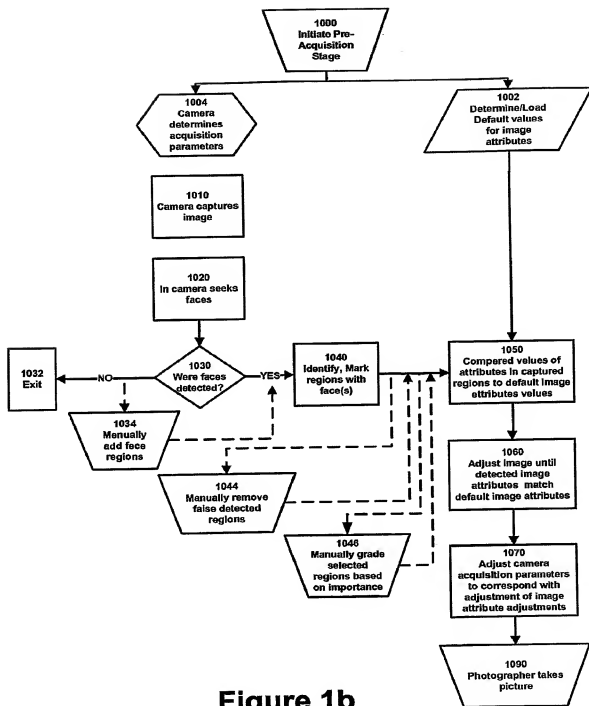 1000
Initiate Pre-
Acquisition
Stage
1004
Camera
determines
acquisition
parameters
1002
Determine/Load
Default values
for image
attributes
1010
Camera captures
image
1020
In camera seeks
faces
1030
Were faces
detected?
NO
YES
1032
Exit
1040
Identify, Mark
regions with
face(s)
1050
Compared values of
attributes in captured
regions to default image
attributes values
1034
Manually
add face
regions
1044
Manually remove
false detected
regions
1046
Manually grade
selected
regions based
on importance
1060
Adjust image until
detected image
attributes match
default image attributes
1070
Adjust camera
acquisition parameters
to correspond with
adjustment of image
attribute adjustments
1090
Photographer takes
picture
Figure 1b